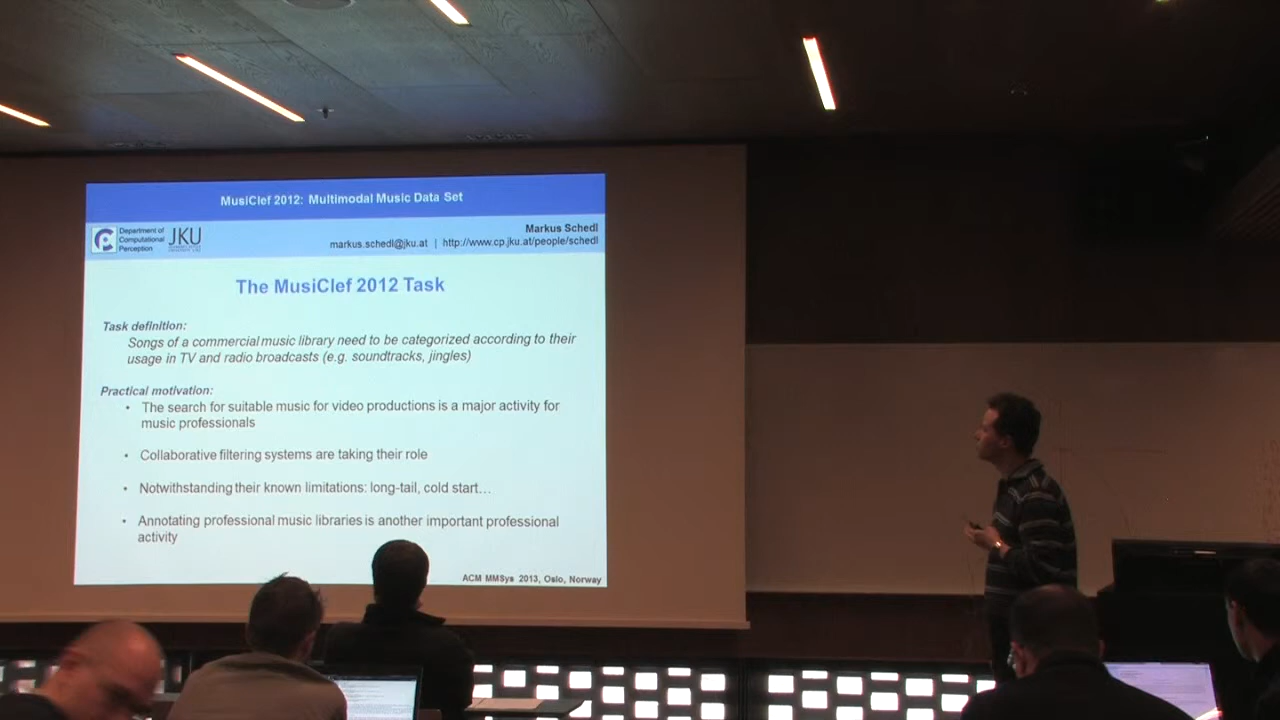 MusiClef 2012: Multimodal Music Data Set
Department of
Computational
Perception
JKU
Markus Schedl
markus.schedl@jku.at | http://www.cp.jku.at/people/schedl
The MusiClef 2012 Task
Task definition:
Songs of a commercial music library need to be categorized according to their
usage in TV and radio broadcasts (e.g. soundtracks, jingles)
Practical motivation:
• The search for suitable music for video productions is a major activity for
music professionals
• Collaborative filtering systems are taking their role
• Notwithstanding their known limitations: long-tail, cold start…
• Annotating professional music libraries is another important professional
activity
ACM MMSys 2013, Oslo, Norway